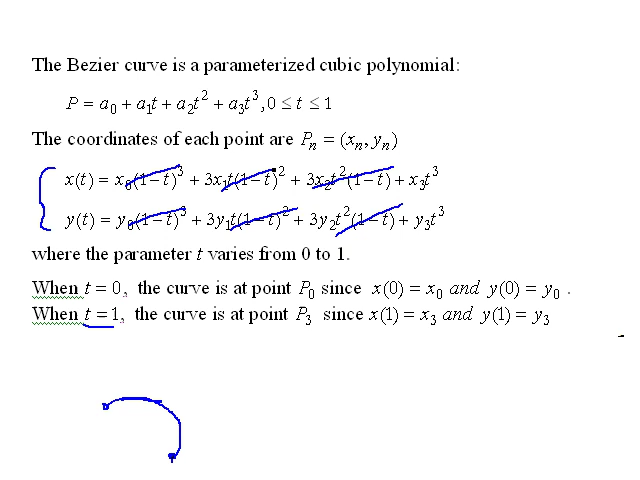 The Bezier curve is a parameterized cubic polynomial:
P = a₀ + a₁t + a₂t² + a₃t³, 0 ≤ t ≤ 1
The coordinates of each point are Pₙ = (xₙ, yₙ)
x(t) = x₀(1−t)³ + 3x₁t(1−t)² + 3x₂t²(1−t) + x₃t³
y(t) = y₀(1−t)³ + 3y₁t(1−t)² + 3y₂t²(1−t) + y₃t³
where the parameter t varies from 0 to 1.
When t = 0, the curve is at point P₀ since x(0) = x₀ and y(0) = y₀ .
When t = 1, the curve is at point P₃ since x(1) = x₃ and y(1) = y₃